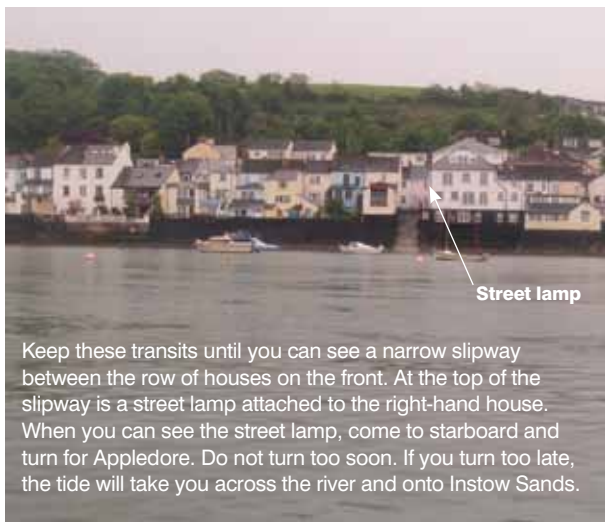 Street lamp
Keep these transits until you can see a narrow slipway
between the row of houses on the front. At the top of the
slipway is a street lamp attached to the right-hand house.
When you can see the street lamp, come to starboard and
turn for Appledore. Do not turn too soon. If you turn too late,
the tide will take you across the river and onto Instow Sands.